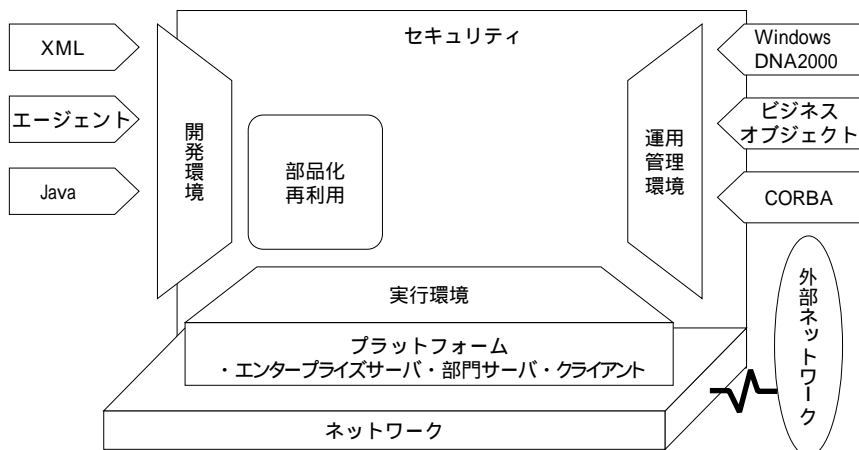 セキュリティ
XML
エージェント
Java
開発環境
部品化
再利用
運用
管理
環境
Windows
DNA2000
ビジネス
オブジェクト
CORBA
外部ネットワーク
実行環境
プラットフォーム
・エンタープライズサーバ・部門サーバ・クライアント
ネットワーク